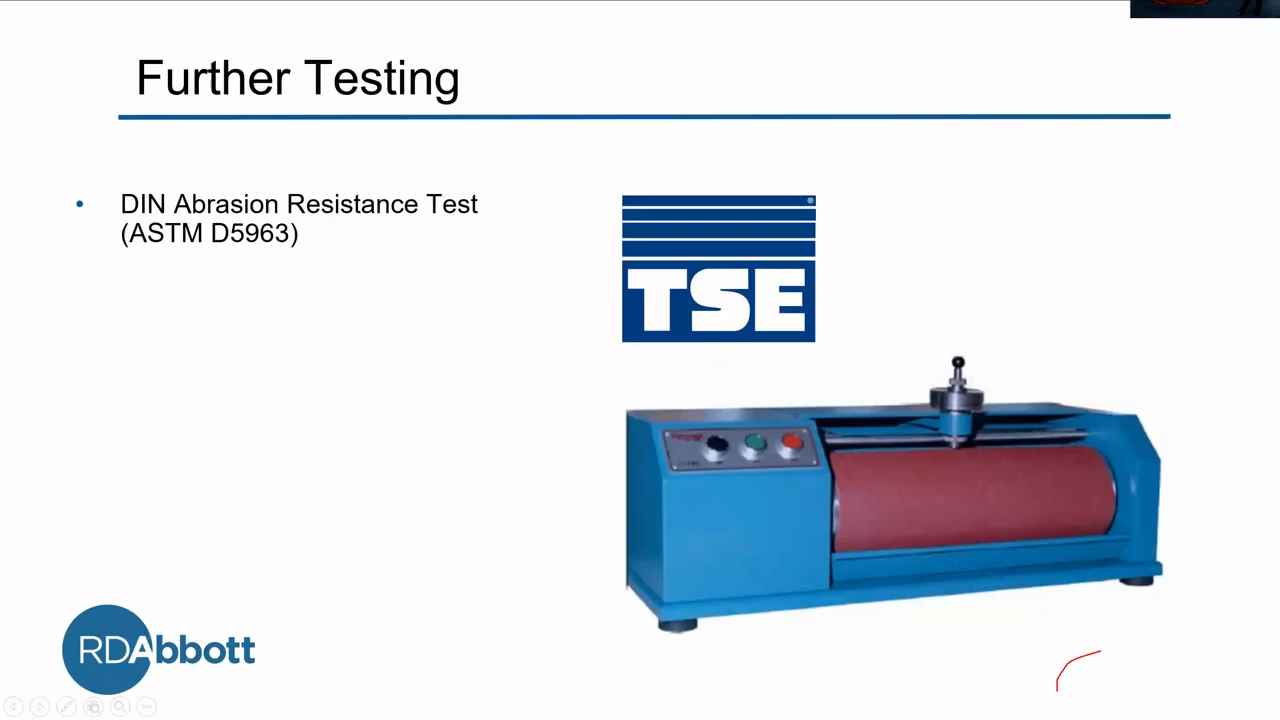 Further Testing
• DIN Abrasion Resistance Test
(ASTM D5963)
®
TSE
RDAbbott